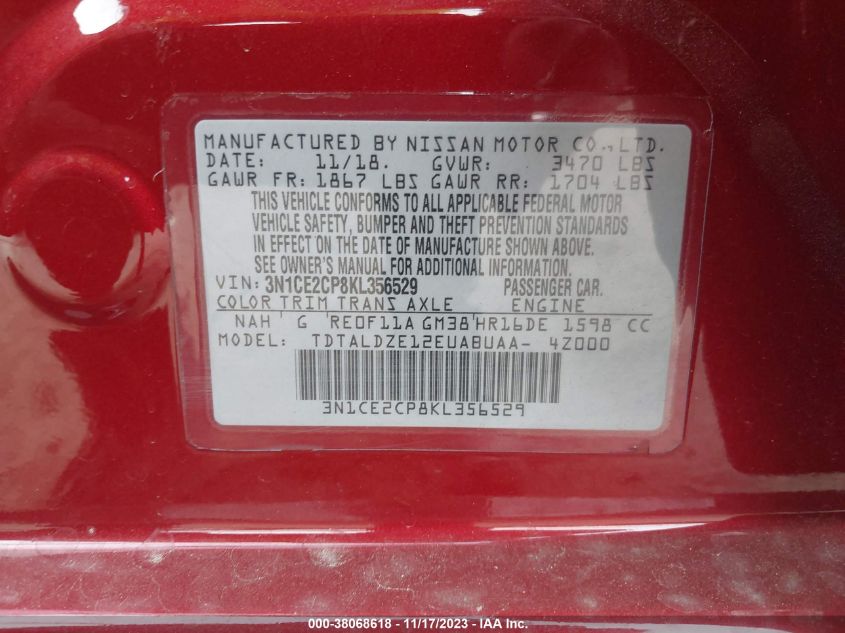 MANUFACTURED BY NISSAN MOTOR CO., LTD.
DATE: 11/18. GVWR: 3470 LBS
GAWR FR: 1867 LBS GAWR RR: 1704 LBS
THIS VEHICLE CONFORMS TO ALL APPLICABLE FEDERAL MOTOR
VEHICLE SAFETY, BUMPER AND THEFT PREVENTION STANDARDS
IN EFFECT ON THE DATE OF MANUFACTURE SHOWN ABOVE.
SEE OWNER'S MANUAL FOR ADDITIONAL INFORMATION.
VIN: 3N1CE2CP8KL356529 PASSENGER CAR.
COLOR TRIM TRANS AXLE ENGINE
NAH ' G 'RE0F11A GM38'HR16DE 1598 CC
MODEL: TDTALDZE12EUA8UAA- 4Z000
3N1CE2CP8KL356529
000-38068618 - 11/17/2023 - IAA Inc.